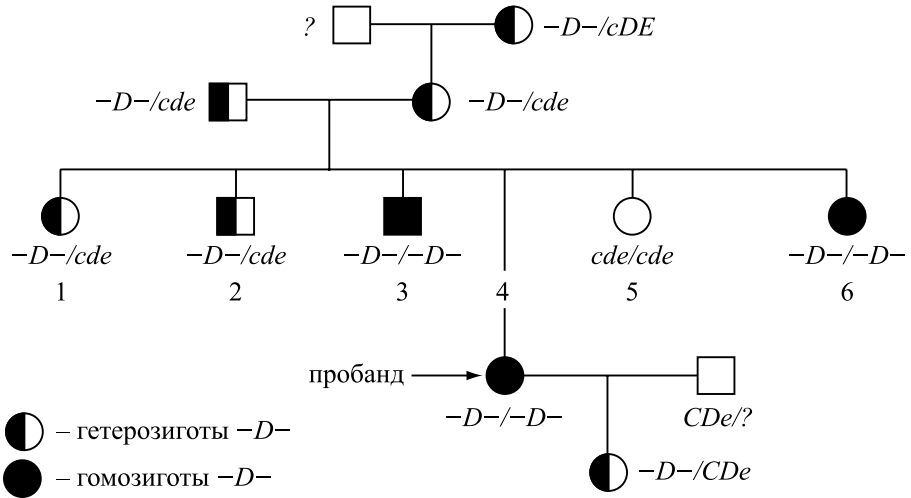 ? −D−/cDE
−D−/cde −D−/cde
−D−/cde −D−/cde −D−/−D− cde/cde −D−/−D−
1 2 3 4 5 6
пробанд
−D−/−D− CDe/?
– гетерозиготы −D−
−D−/CDe
– гомозиготы −D−